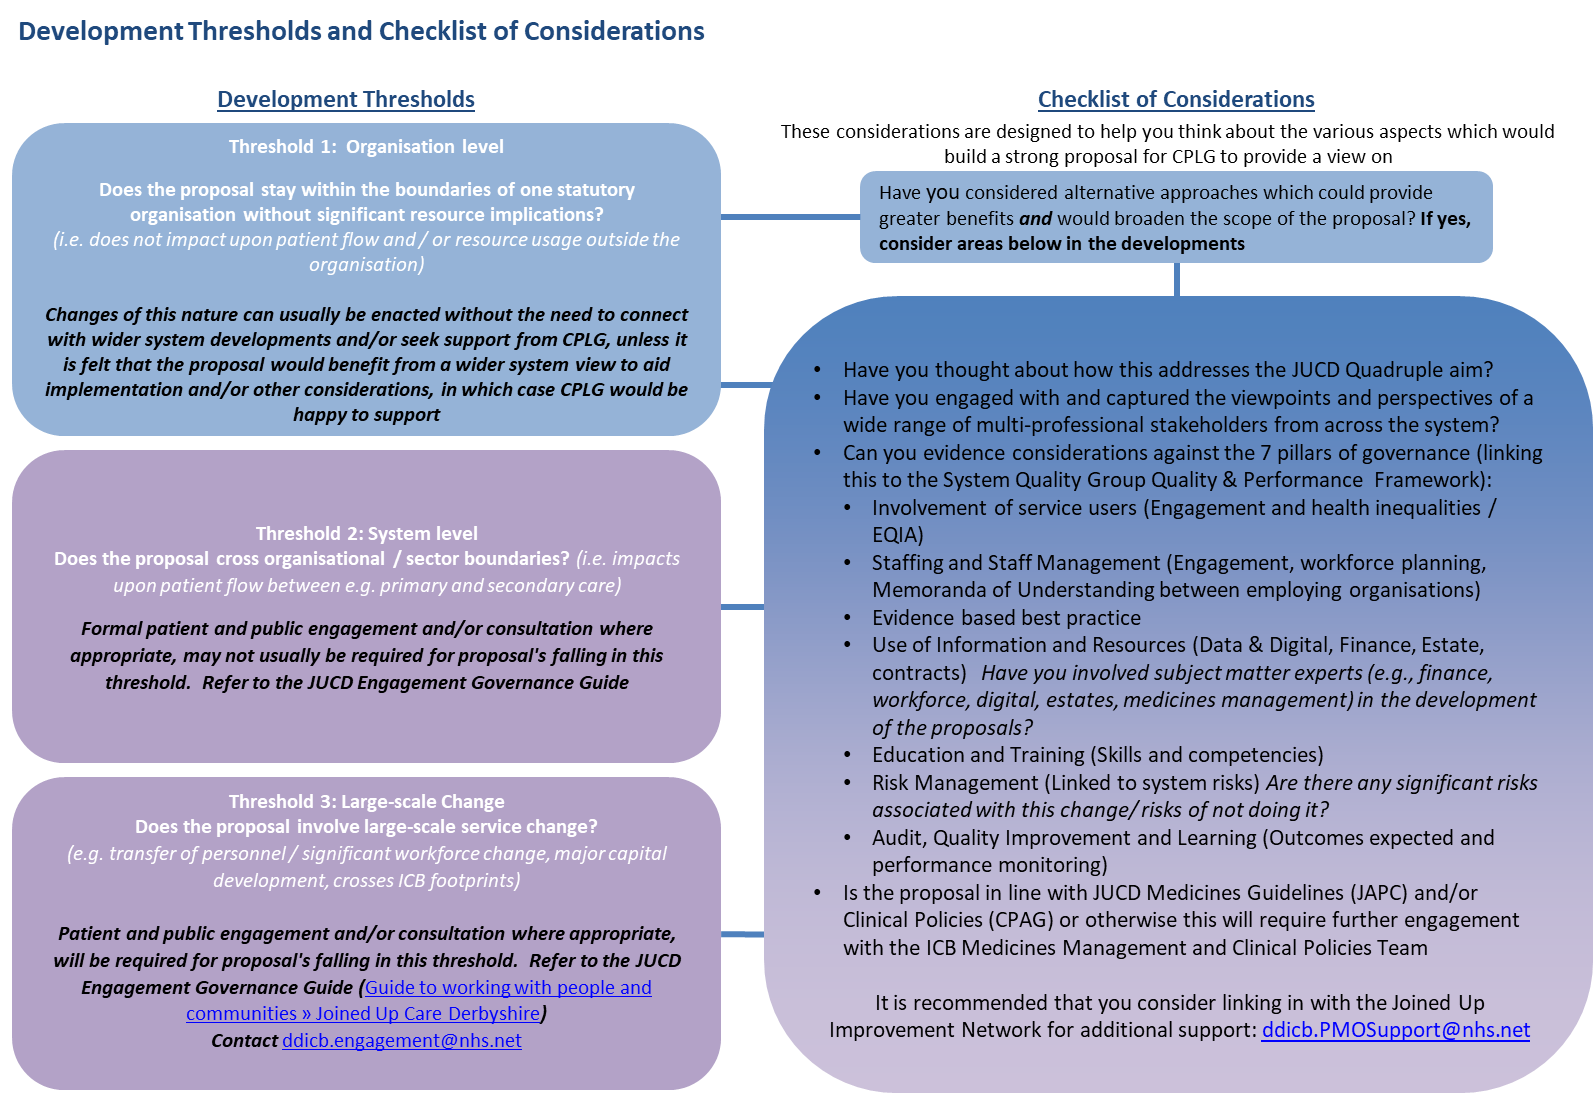 Development Thresholds and Checklist of Considerations
Development Thresholds
Threshold 1:  Organisation level
Does the proposal stay within the boundaries of one statutory
organisation without significant resource implications?
(i.e. does not impact upon patient flow and / or resource usage outside the
organisation)
Changes of this nature can usually be enacted without the need to connect
with wider system developments and/or seek support from CPLG, unless it
is felt that the proposal would benefit from a wider system view to aid
implementation and/or other considerations, in which case CPLG would be
happy to support
Threshold 2: System level
Does the proposal cross organisational / sector boundaries? (i.e. impacts
upon patient flow between e.g. primary and secondary care)
Formal patient and public engagement and/or consultation where
appropriate, may not usually be required for proposal's falling in this
threshold.  Refer to the JUCD Engagement Governance Guide
Threshold 3: Large-scale Change
Does the proposal involve large-scale service change?
(e.g. transfer of personnel / significant workforce change, major capital
development, crosses ICB footprints)
Patient and public engagement and/or consultation where appropriate,
will be required for proposal's falling in this threshold.  Refer to the JUCD
Engagement Governance Guide (Guide to working with people and
communities » Joined Up Care Derbyshire)
Contact ddicb.engagement@nhs.net
Checklist of Considerations
These considerations are designed to help you think about the various aspects which would
build a strong proposal for CPLG to provide a view on
Have you considered alternative approaches which could provide
greater benefits and would broaden the scope of the proposal? If yes,
consider areas below in the developments
• Have you thought about how this addresses the JUCD Quadruple aim?
• Have you engaged with and captured the viewpoints and perspectives of a
wide range of multi-professional stakeholders from across the system?
• Can you evidence considerations against the 7 pillars of governance (linking
this to the System Quality Group Quality & Performance  Framework):
• Involvement of service users (Engagement and health inequalities /
EQIA)
• Staffing and Staff Management (Engagement, workforce planning,
Memoranda of Understanding between employing organisations)
• Evidence based best practice
• Use of Information and Resources (Data & Digital, Finance, Estate,
contracts)  Have you involved subject matter experts (e.g., finance,
workforce, digital, estates, medicines management) in the development
of the proposals?
• Education and Training (Skills and competencies)
• Risk Management (Linked to system risks) Are there any significant risks
associated with this change/ risks of not doing it?
• Audit, Quality Improvement and Learning (Outcomes expected and
performance monitoring)
• Is the proposal in line with JUCD Medicines Guidelines (JAPC) and/or
Clinical Policies (CPAG) or otherwise this will require further engagement
with the ICB Medicines Management and Clinical Policies Team
It is recommended that you consider linking in with the Joined Up
Improvement Network for additional support: ddicb.PMOSupport@nhs.net